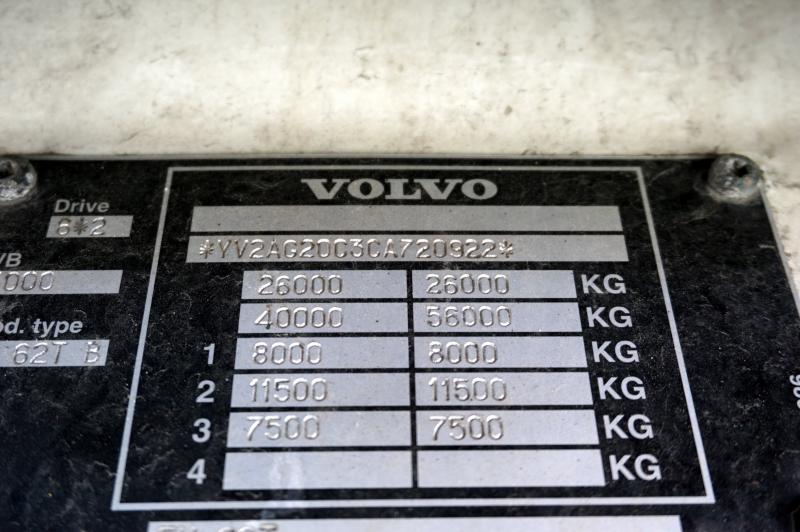 VOLVO
Drive
6*2
*YV2AG20C3CA720922*
VB
000
26000 26000 KG
40000 56000 KG
od. type
62T B
1 8000 8000 KG
2 11500 11500 KG
3 7500 7500 KG
4 KG